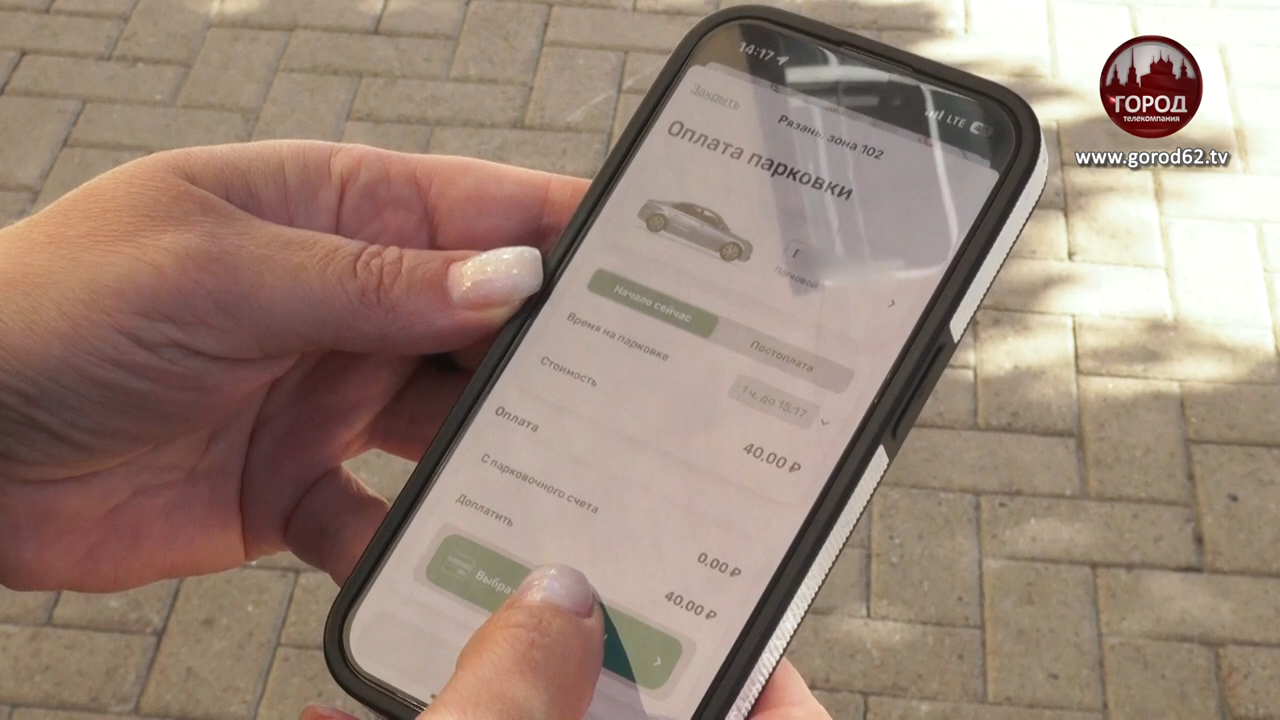 ГОРОД
телекомпания
www.gorod62.tv
14:17
LTE
Закрыть
Рязань, зона 102
Оплата парковки
Легковой
Начало сейчас
Постоплата
Время на парковке
1 ч. до 15:17
Стоимость
40,00 ₽
Оплата
С парковочного счета
0,00 ₽
Доплатить
40,00 ₽